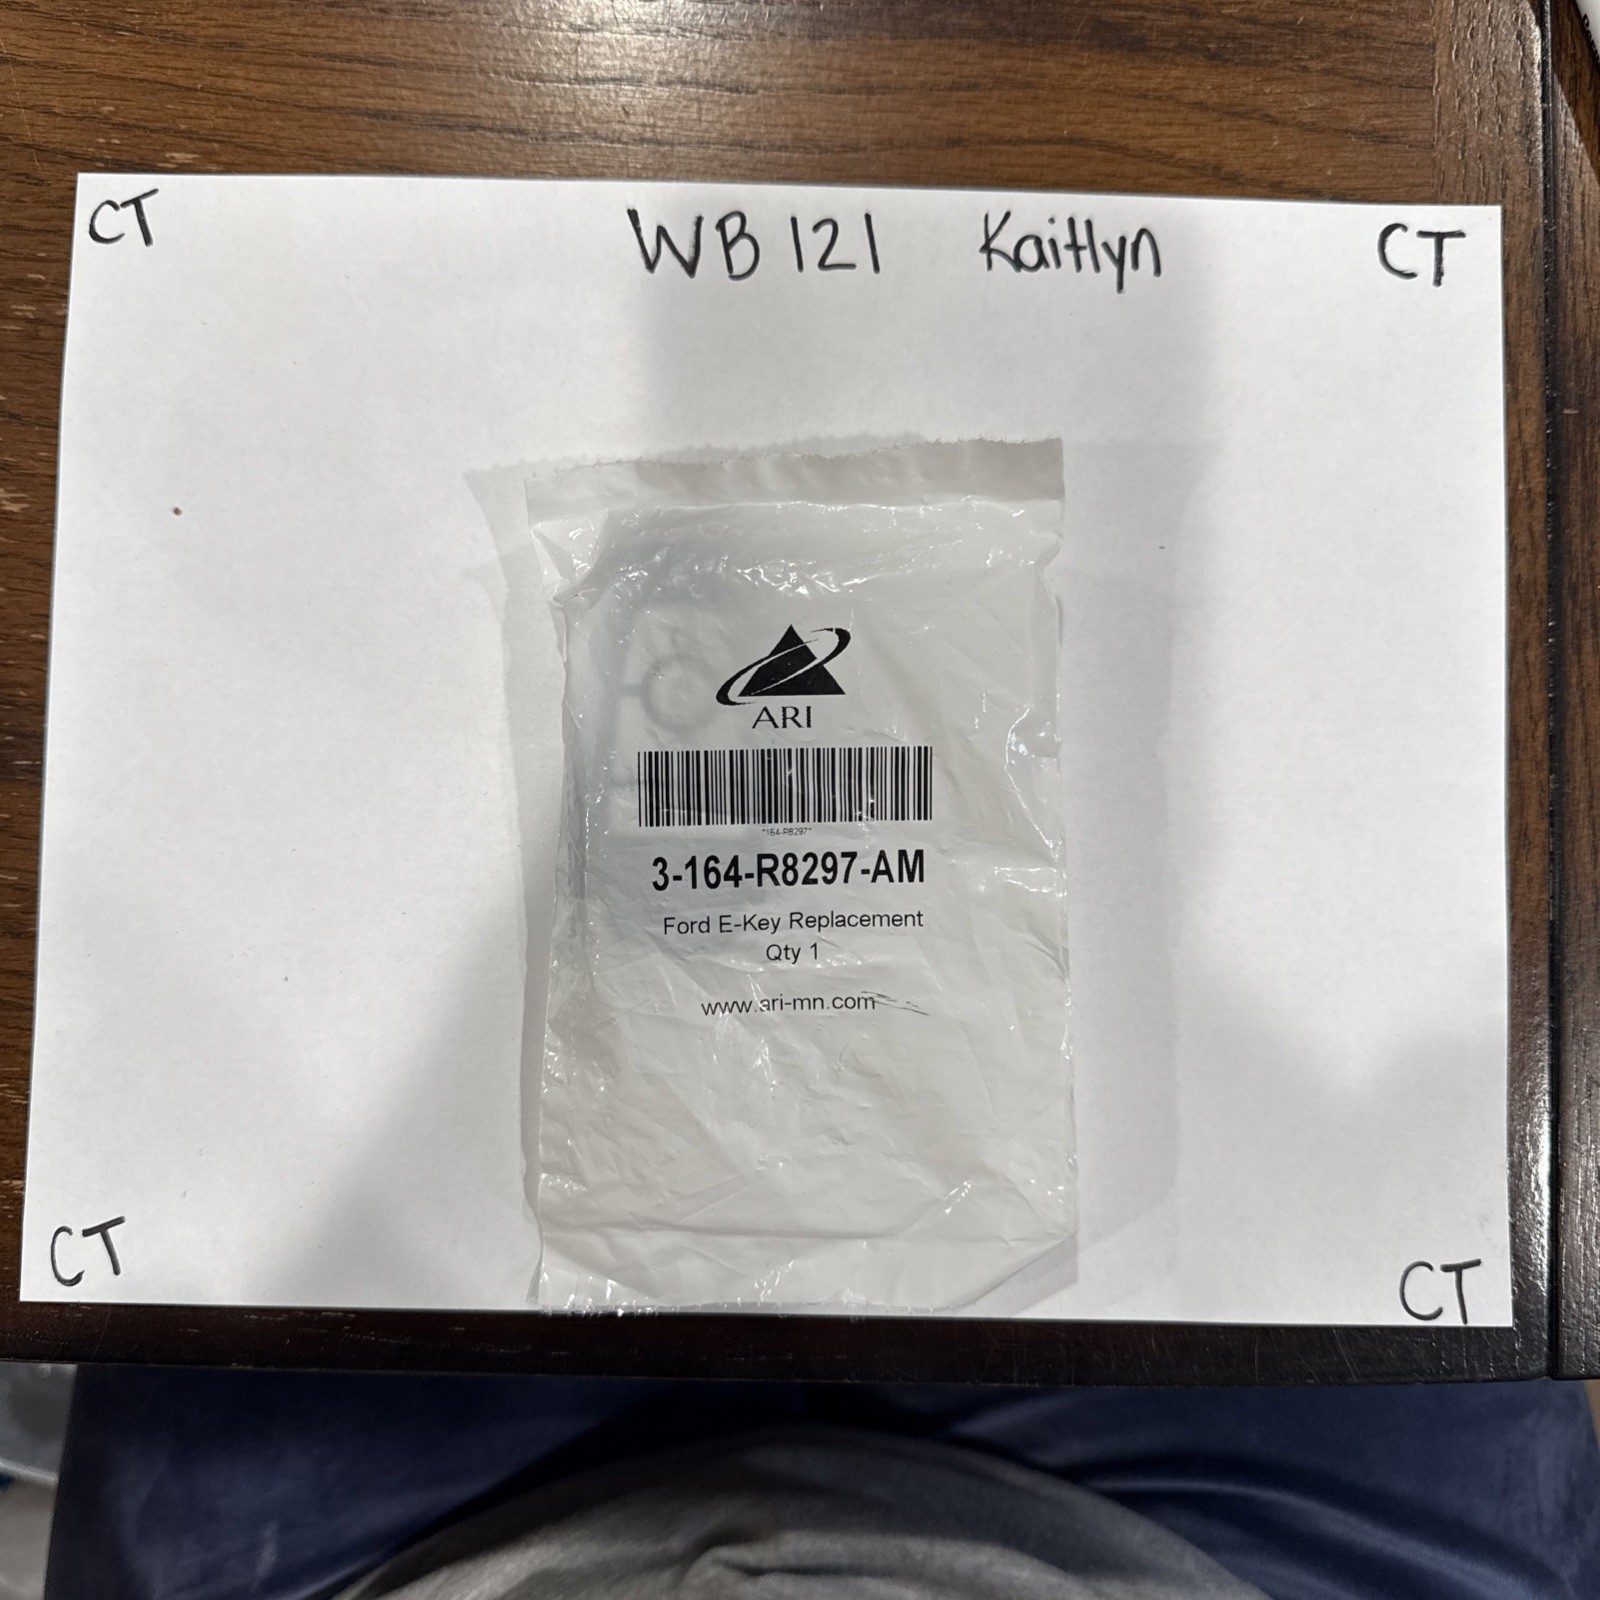 CT WB 121 Kaitlyn CT
ARI
*164-R8297*
3-164-R8297-AM
Ford E-Key Replacement
Qty 1
www.ari-mn.com
CT CT